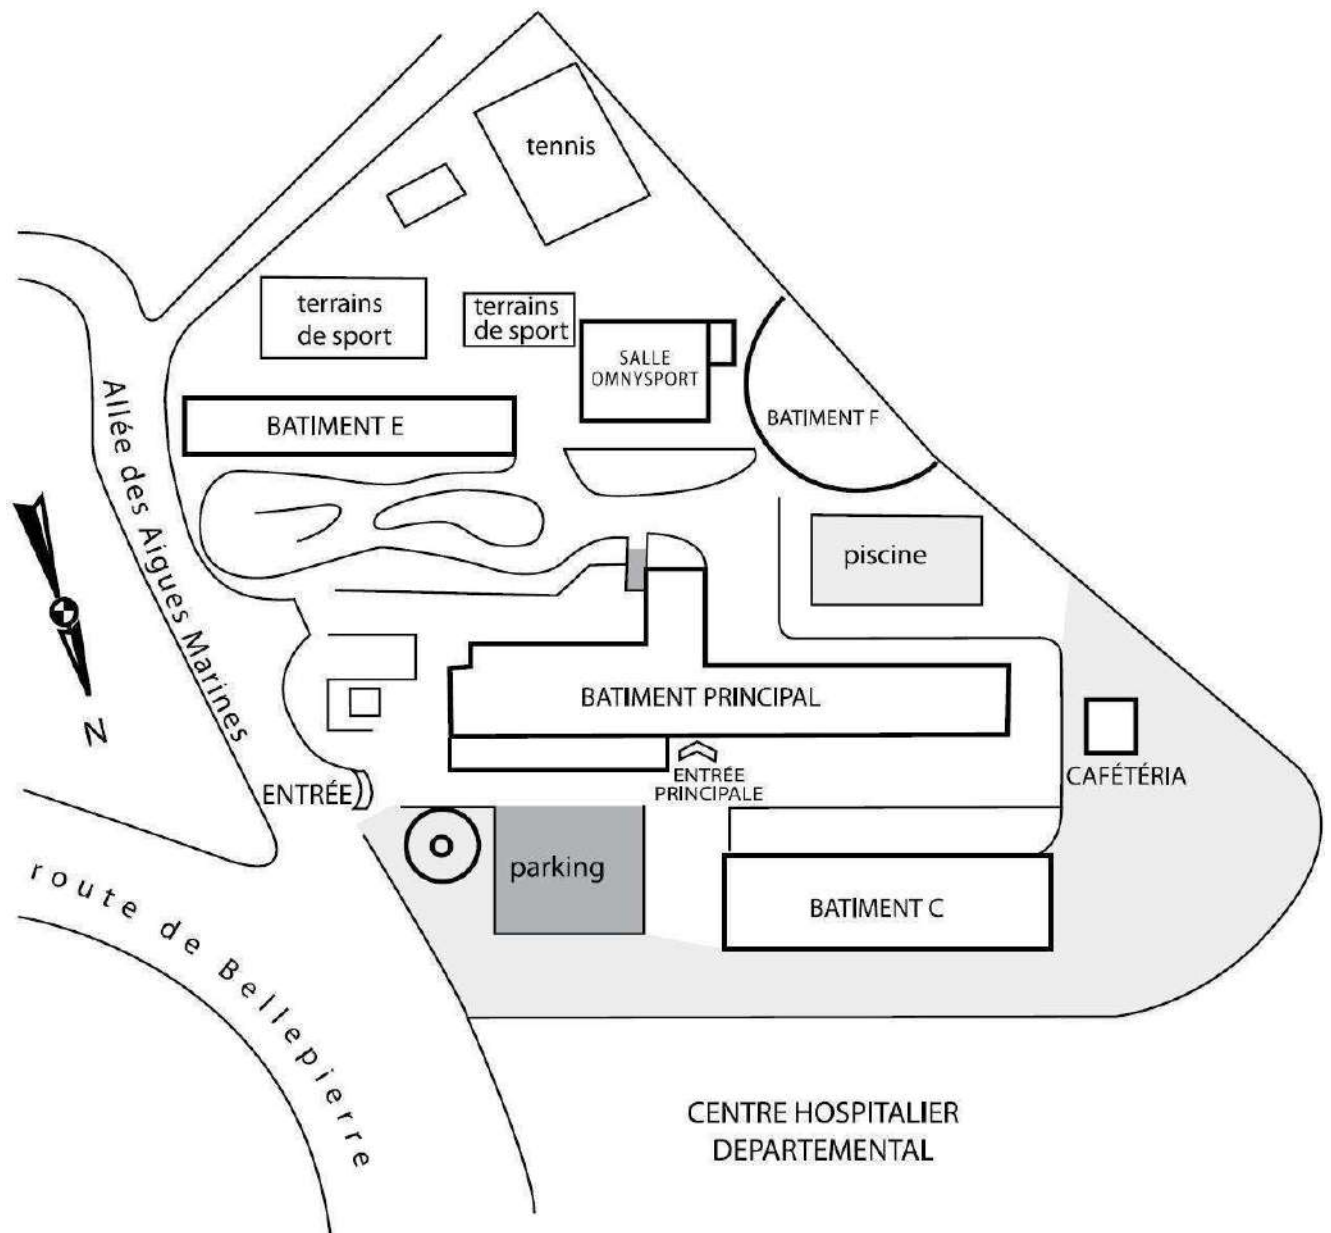 tennis
terrains
de sport
terrains
de sport
SALLE
OMNYSPORT
BATIMENT F
BATIMENT E
Allée des Aigues Marines
piscine
N
BATIMENT PRINCIPAL
ENTRÉE
PRINCIPALE
CAFÉTÉRIA
ENTRÉE
parking
BATIMENT C
route de Bellepierre
CENTRE HOSPITALIER
DEPARTEMENTAL